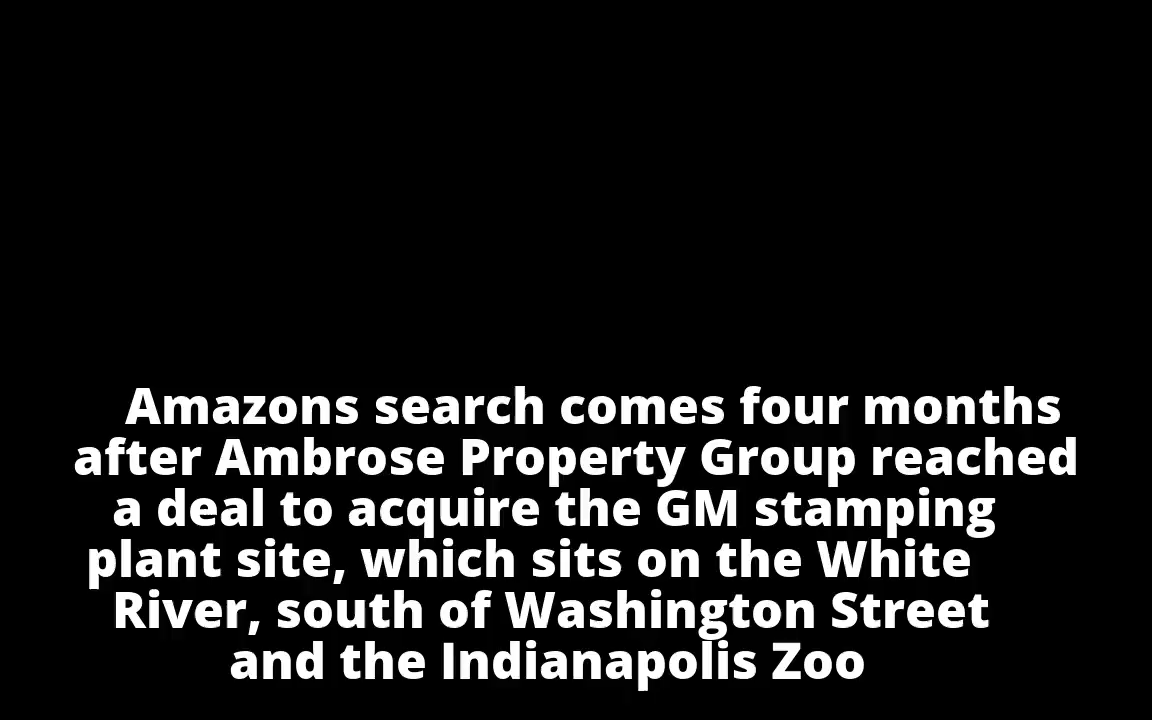 Amazons search comes four months
after Ambrose Property Group reached
a deal to acquire the GM stamping
plant site, which sits on the White
River, south of Washington Street
and the Indianapolis Zoo